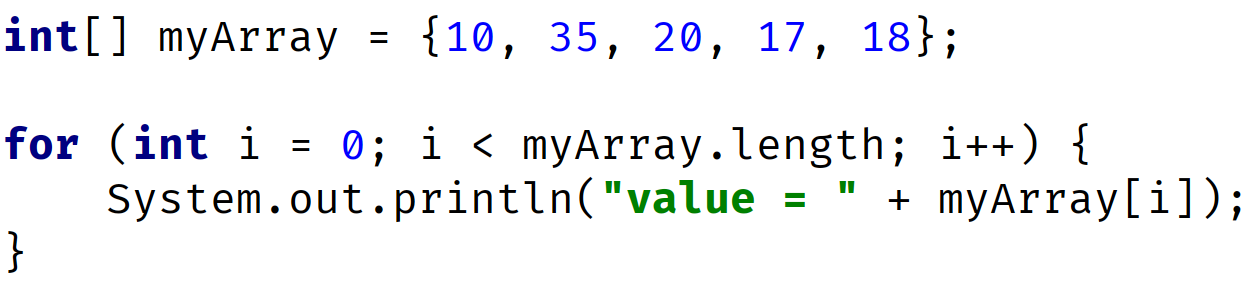 int[] myArray = {10, 35, 20, 17, 18};
for (int i = 0; i < myArray.length; i++) {
    System.out.println("value = " + myArray[i]);
}